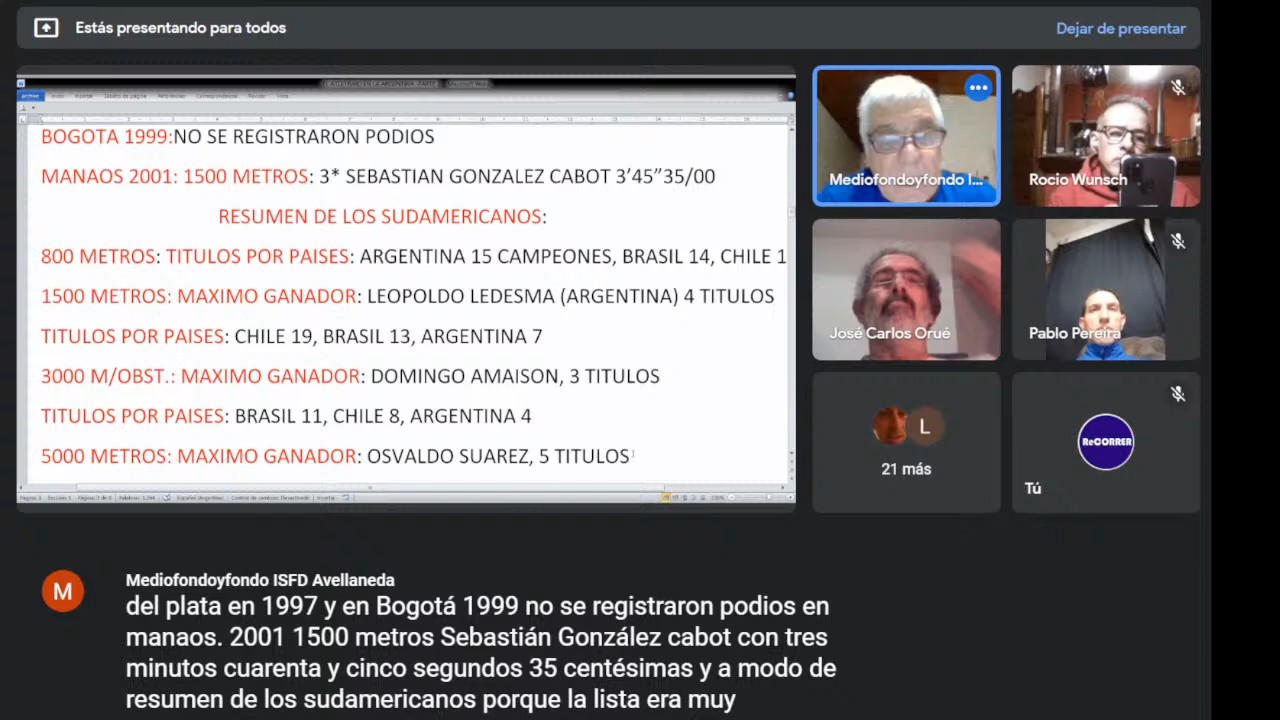 Estás presentando para todos
Dejar de presentar
Archivo
BOGOTA 1999:NO SE REGISTRARON PODIOS
MANAOS 2001: 1500 METROS: 3* SEBASTIAN GONZALEZ CABOT 3’45”35/00
RESUMEN DE LOS SUDAMERICANOS:
800 METROS: TITULOS POR PAISES: ARGENTINA 15 CAMPEONES, BRASIL 14, CHILE 1
1500 METROS: MAXIMO GANADOR: LEOPOLDO LEDESMA (ARGENTINA) 4 TITULOS
TITULOS POR PAISES: CHILE 19, BRASIL 13, ARGENTINA 7
3000 M/OBST.: MAXIMO GANADOR: DOMINGO AMAISON, 3 TITULOS
TITULOS POR PAISES: BRASIL 11, CHILE 8, ARGENTINA 4
5000 METROS: MAXIMO GANADOR: OSVALDO SUAREZ, 5 TITULOS
Mediofondoyfondo I...
Rocio Wunsch
José Carlos Orué
Pablo Pereira
L
21 más
ReCORRER
Tú
M
Mediofondoyfondo ISFD Avellaneda
del plata en 1997 y en Bogotá 1999 no se registraron podios en
manaos. 2001 1500 metros Sebastián González cabot con tres
minutos cuarenta y cinco segundos 35 centésimas y a modo de
resumen de los sudamericanos porque la lista era muy